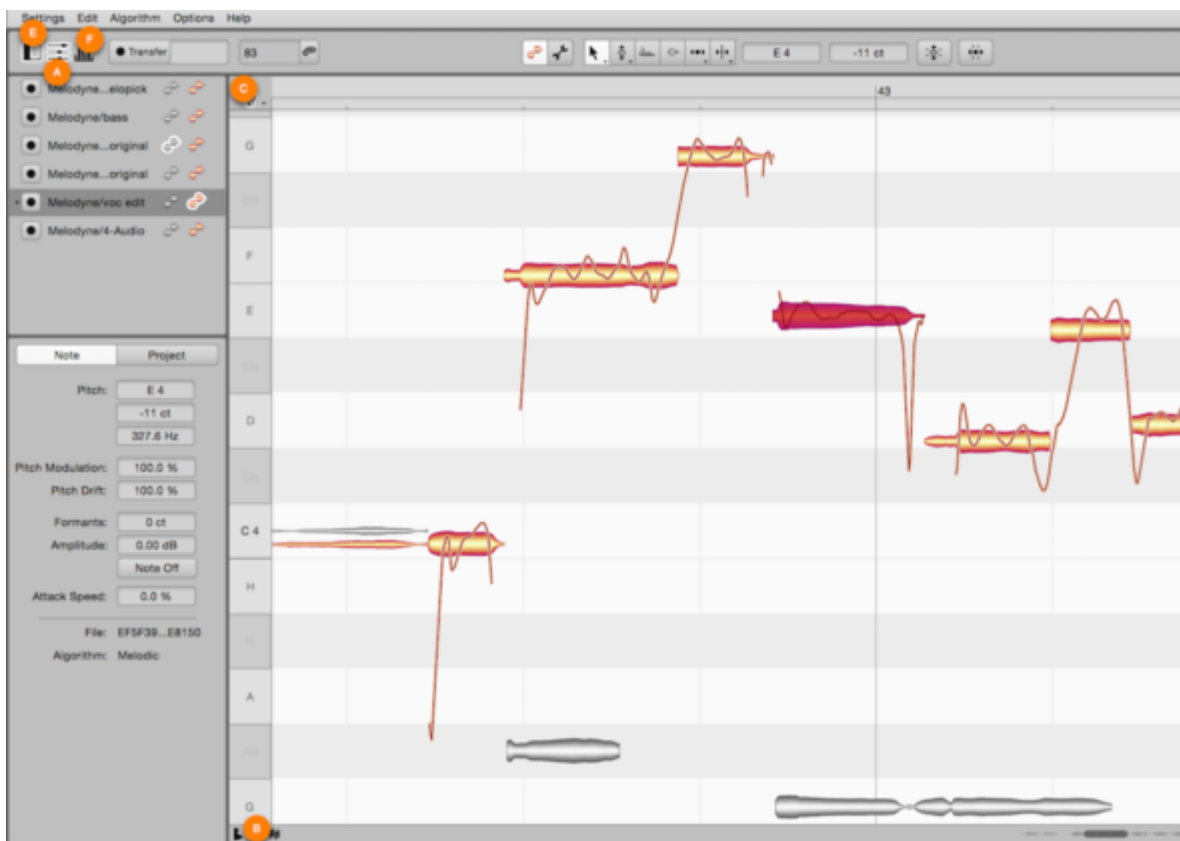 Settings Edit Algorithm Options Help
E
F
Transfer
83
E 4
-11 ct
A
C
43
Melodyne...elopick
Melodyne/bass
Melodyne...original
Melodyne...original
Melodyne/voc edit
Melodyne/4-Audio
G
F
E
D
C 4
H
A
G
Note Project
Pitch: E 4
-11 ct
327.6 Hz
Pitch Modulation: 100.0 %
Pitch Drift: 100.0 %
Formants: 0 ct
Amplitude: 0.00 dB
Note Off
Attack Speed: 0.0 %
File: EF5F39...E8150
Algorithm: Melodic
B